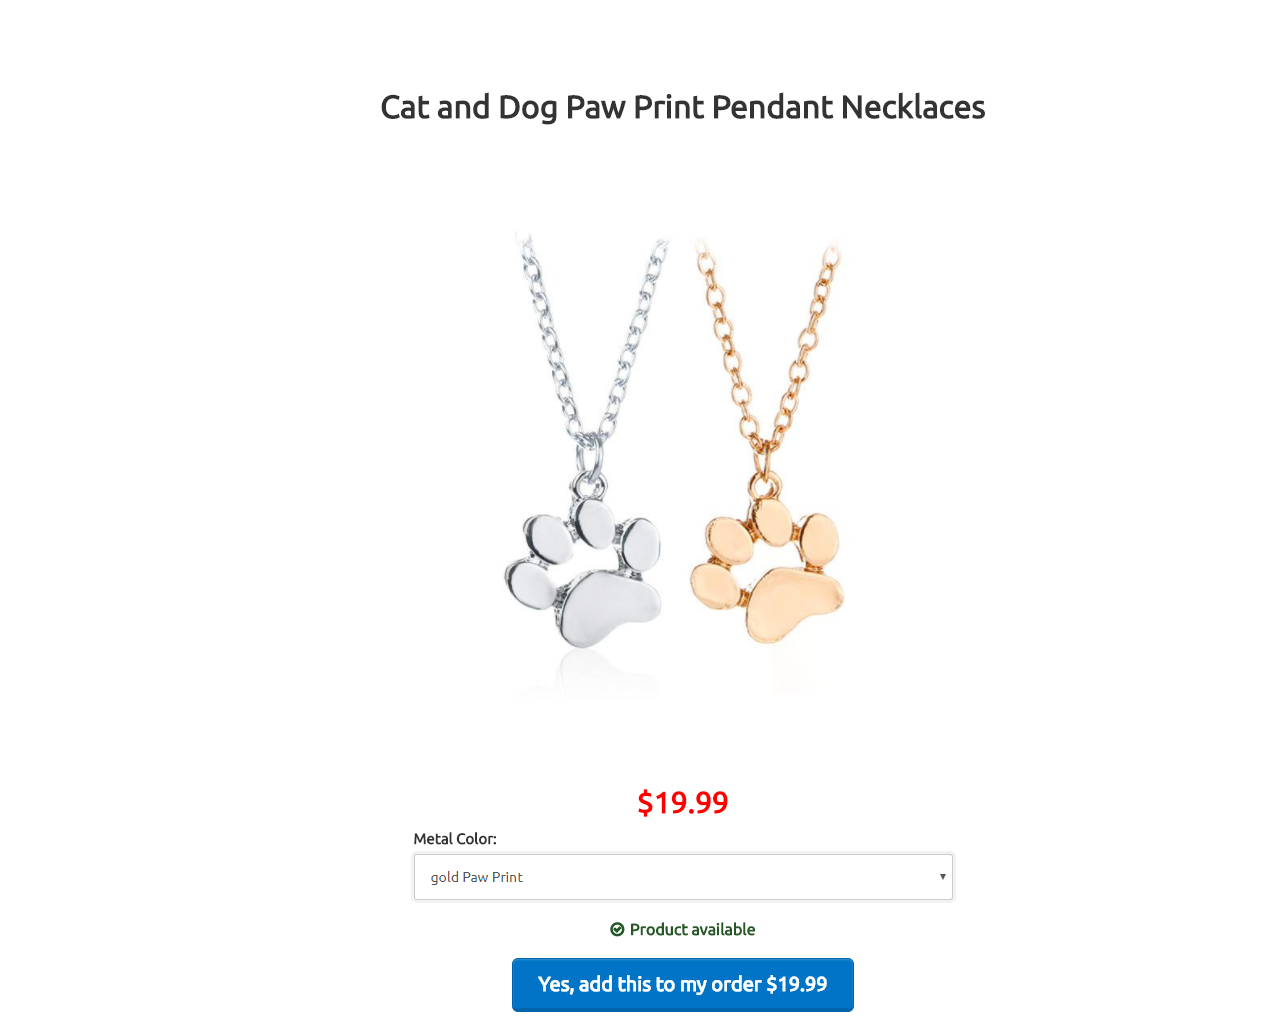 Cat and Dog Paw Print Pendant Necklaces
$19.99
Metal Color:
gold Paw Print
Product available
Yes, add this to my order $19.99